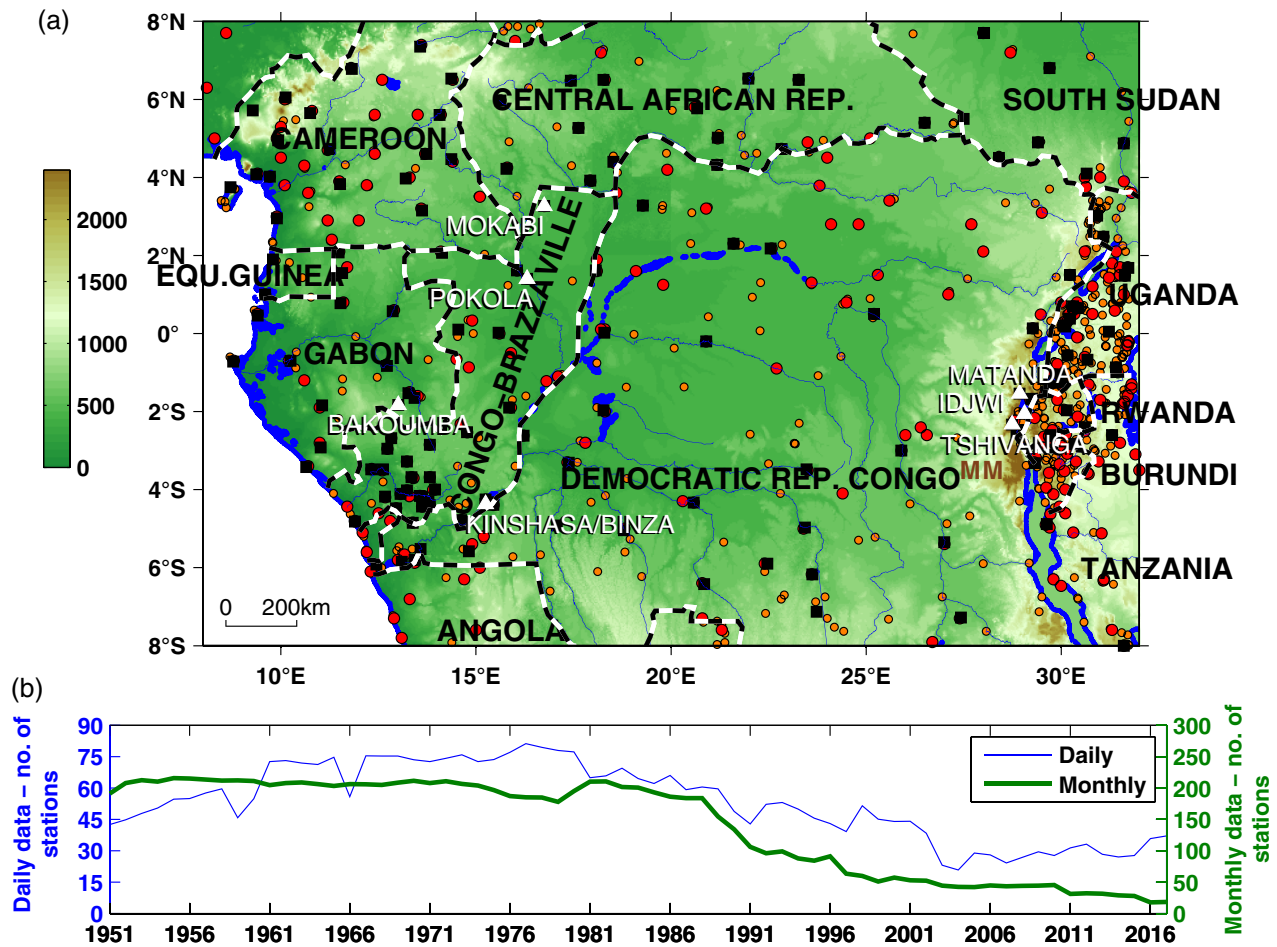 (a)
8°N
6°N
4°N
2°N
0°
2°S
4°S
6°S
8°S
2000
1500
1000
500
0
CENTRAL AFRICAN REP.
SOUTH SUDAN
CAMEROON
MOKABI
CONGO-BRAZZAVILLE
EQU.GUINEA
POKOLA
UGANDA
GABON
MATANDA
IDJWI
RWANDA
BAKOUMBA
TSHIVANGA
MM
BURUNDI
DEMOCRATIC REP. CONGO
KINSHASA/BINZA
TANZANIA
0 200km
ANGOLA
10°E 15°E 20°E 25°E 30°E
(b)
Daily data – no. of
stations
90
75
60
45
30
15
0
Daily
Monthly
300
250
200
150
100
50
0
Monthly data – no. of
stations
1951 1956 1961 1966 1971 1976 1981 1986 1991 1996 2001 2006 2011 2016